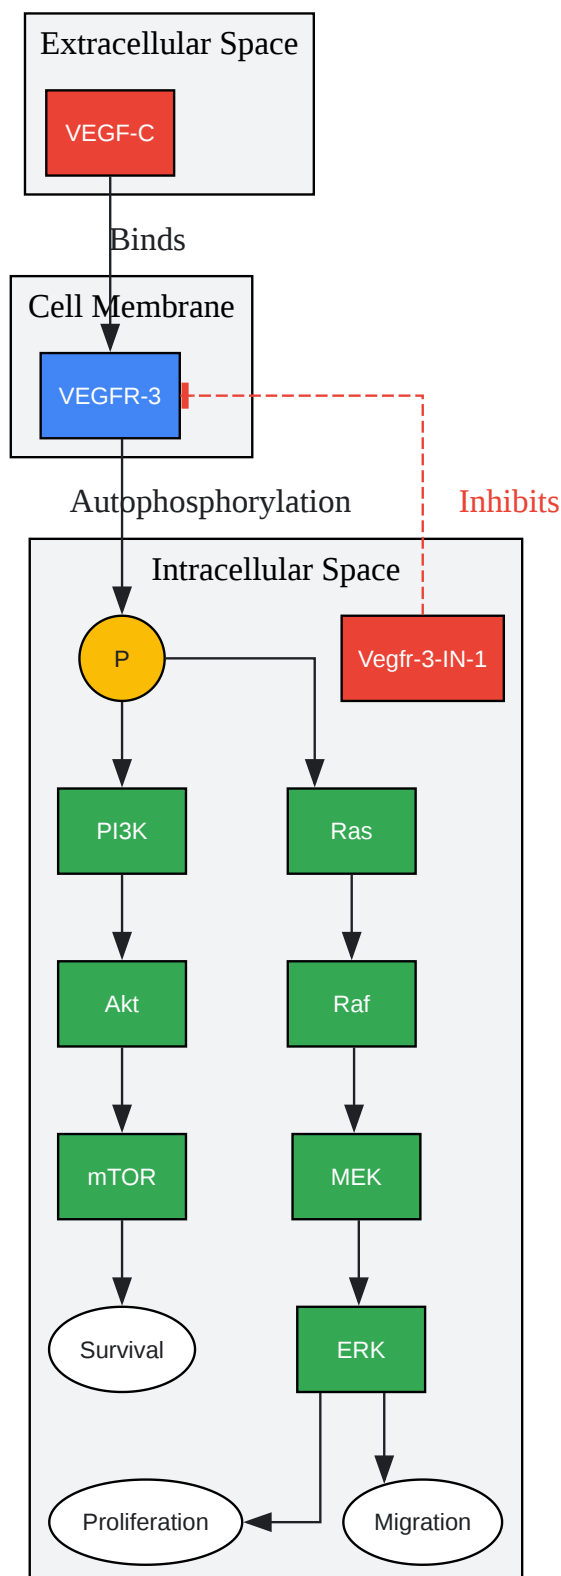 Extracellular Space
VEGF-C
Binds
Cell Membrane
VEGFR-3
Autophosphorylation
Inhibits
Intracellular Space
P
Vegfr-3-IN-1
PI3K
Ras
Akt
Raf
mTOR
MEK
Survival
ERK
Proliferation
Migration